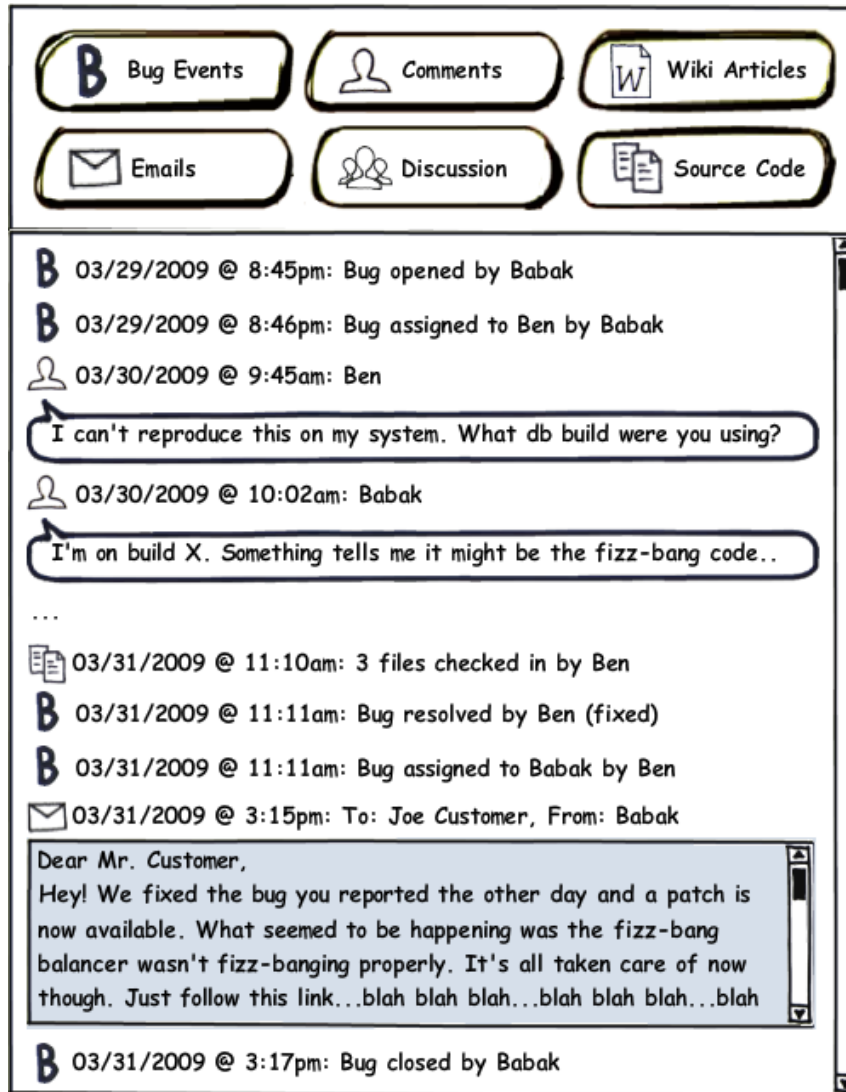 B Bug Events
Comments
W Wiki Articles
Emails
Discussion
Source Code
B 03/29/2009 @ 8:45pm: Bug opened by Babak
B 03/29/2009 @ 8:46pm: Bug assigned to Ben by Babak
03/30/2009 @ 9:45am: Ben
I can't reproduce this on my system. What db build were you using?
03/30/2009 @ 10:02am: Babak
I'm on build X. Something tells me it might be the fizz-bang code..
...
03/31/2009 @ 11:10am: 3 files checked in by Ben
B 03/31/2009 @ 11:11am: Bug resolved by Ben (fixed)
B 03/31/2009 @ 11:11am: Bug assigned to Babak by Ben
03/31/2009 @ 3:15pm: To: Joe Customer, From: Babak
Dear Mr. Customer,
Hey! We fixed the bug you reported the other day and a patch is
now available. What seemed to be happening was the fizz-bang
balancer wasn't fizz-banging properly. It's all taken care of now
though. Just follow this link...blah blah blah...blah blah blah...blah
B 03/31/2009 @ 3:17pm: Bug closed by Babak